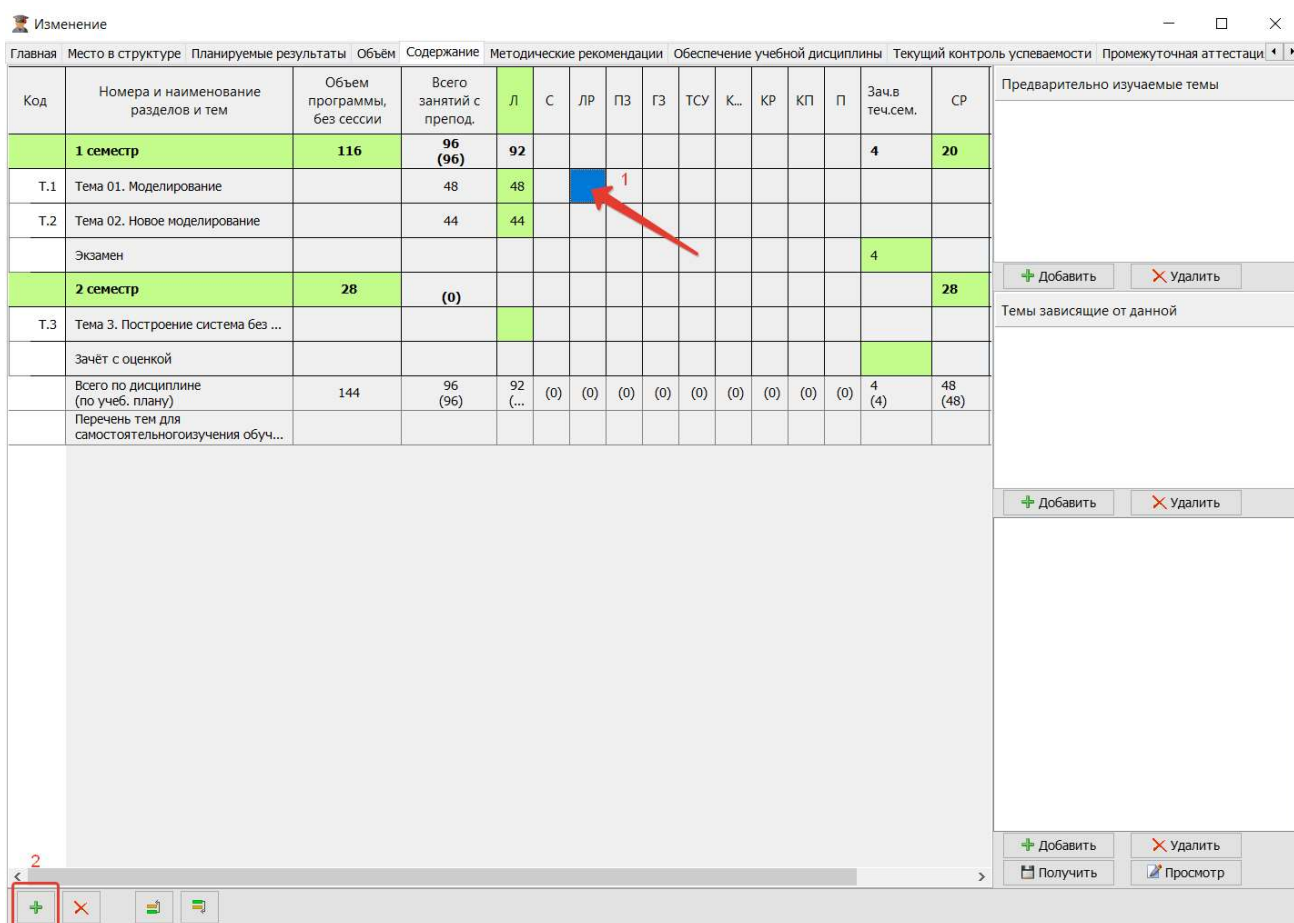 Изменение
Главная Место в структуре Планируемые результаты Объём Содержание Методические рекомендации Обеспечение учебной дисциплины Текущий контроль успеваемости Промежуточная аттестаци
Код Номера и наименование разделов и тем Объем программы, без сессии Всего занятий с препод. Л С ЛР ПЗ ГЗ ТСУ К... КР КП П Зач.в теч.сем. СР
1 семестр 116 96 (96) 92 4 20
Т.1 Тема 01. Моделирование 48 48
1
Т.2 Тема 02. Новое моделирование 44 44
Экзамен 4
2 семестр 28 (0) 28
Т.3 Тема 3. Построение система без ...
Зачёт с оценкой
Всего по дисциплине (по учеб. плану) 144 96 (96) 92 (... (0) (0) (0) (0) (0) (0) (0) (0) (0) 4 (4) 48 (48)
Перечень тем для самостоятельногоизучения обуч...
Предварительно изучаемые темы
Добавить Удалить
Темы зависящие от данной
Добавить Удалить
Добавить Удалить
Получить Просмотр
2